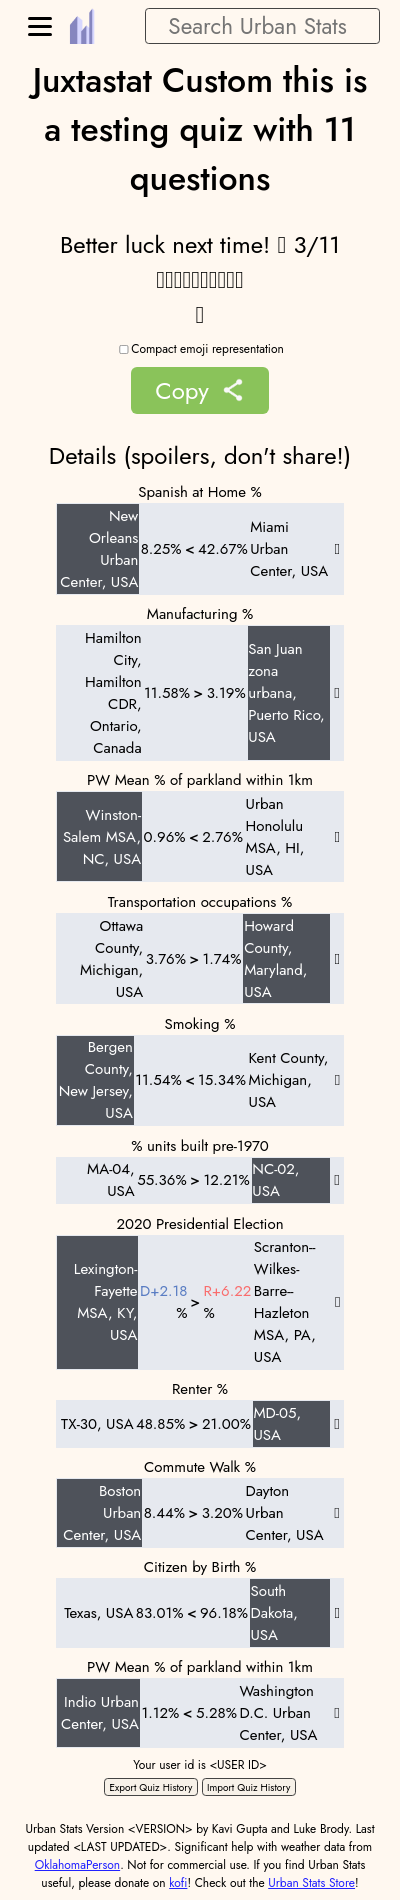 Search Urban Stats
Juxtastat Custom this is
a testing quiz with 11
questions
Better luck next time! 3/11
Compact emoji representation
Copy
Details (spoilers, don't share!)
Spanish at Home %
New
Orleans
Urban
Center, USA
8.25% < 42.67%
Miami
Urban
Center, USA
Manufacturing %
Hamilton
City,
Hamilton
CDR,
Ontario,
Canada
11.58% > 3.19%
San Juan
zona
urbana,
Puerto Rico,
USA
PW Mean % of parkland within 1km
Winston-
Salem MSA,
NC, USA
0.96% < 2.76%
Urban
Honolulu
MSA, HI,
USA
Transportation occupations %
Ottawa
County,
Michigan,
USA
3.76% > 1.74%
Howard
County,
Maryland,
USA
Smoking %
Bergen
County,
New Jersey,
USA
11.54% < 15.34%
Kent County,
Michigan,
USA
% units built pre-1970
MA-04,
USA
55.36% > 12.21%
NC-02,
USA
2020 Presidential Election
Lexington-
Fayette
MSA, KY,
USA
D+2.18
%
>
R+6.22
%
Scranton--
Wilkes-
Barre--
Hazleton
MSA, PA,
USA
Renter %
TX-30, USA
48.85% > 21.00%
MD-05,
USA
Commute Walk %
Boston
Urban
Center, USA
8.44% > 3.20%
Dayton
Urban
Center, USA
Citizen by Birth %
Texas, USA
83.01% < 96.18%
South
Dakota,
USA
PW Mean % of parkland within 1km
Indio Urban
Center, USA
1.12% < 5.28%
Washington
D.C. Urban
Center, USA
Your user id is <USER ID>
Export Quiz History
Import Quiz History
Urban Stats Version <VERSION> by Kavi Gupta and Luke Brody. Last
updated <LAST UPDATED>. Significant help with weather data from
OklahomaPerson. Not for commercial use. If you find Urban Stats
useful, please donate on kofi! Check out the Urban Stats Store!